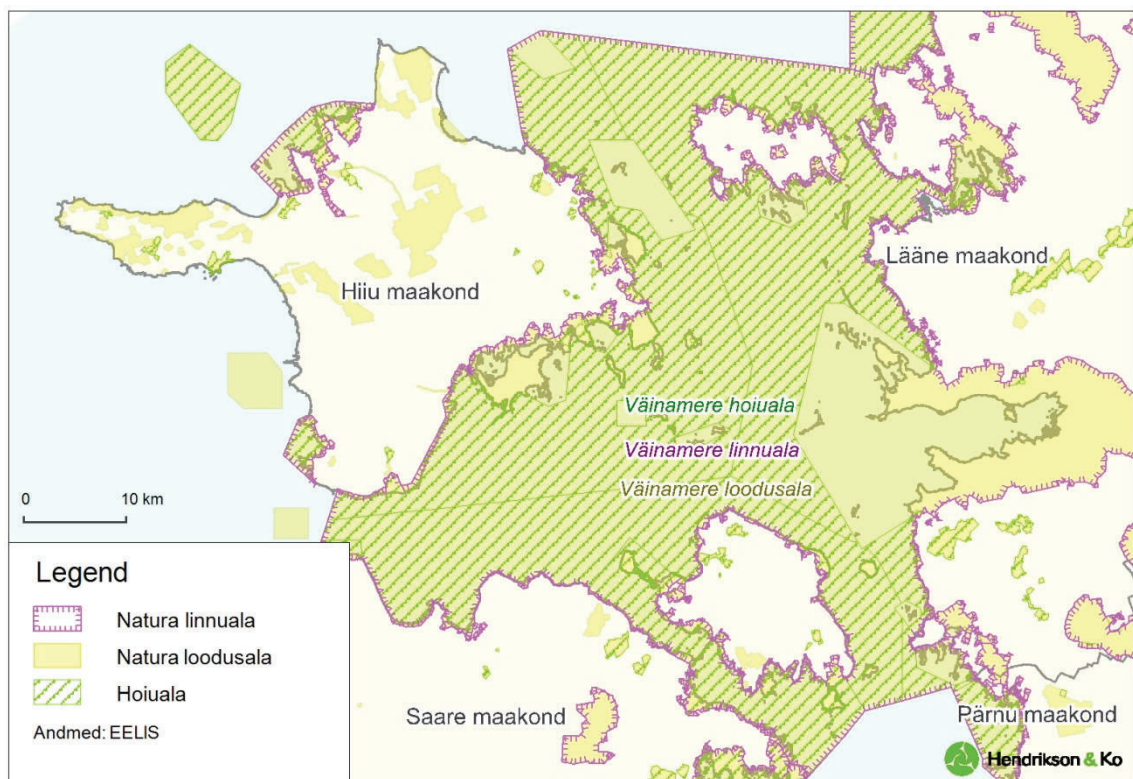 Lääne maakond
Hiiu maakond
Väinamere hoiuala
Väinamere linnuala
Väinamere loodusala
0 10 km
Legend
Natura linnuala
Natura loodusala
Hoiuala
Andmed: EELIS
Saare maakond
Pärnu maakond
Hendrikson & Ko